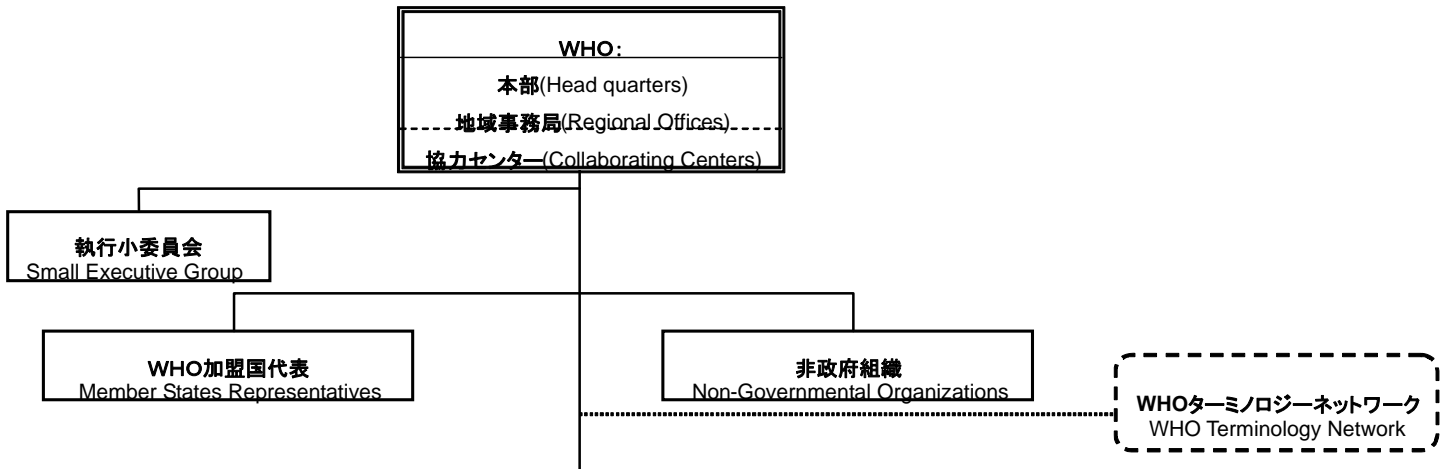 WHO:
本部(Head quarters)
地域事務局(Regional Offices)
協力センター(Collaborating Centers)
執行小委員会
Small Executive Group
WHO加盟国代表
Member States Representatives
非政府組織
Non-Governmental Organizations
WHOターミノロジーネットワーク
WHO Terminology Network